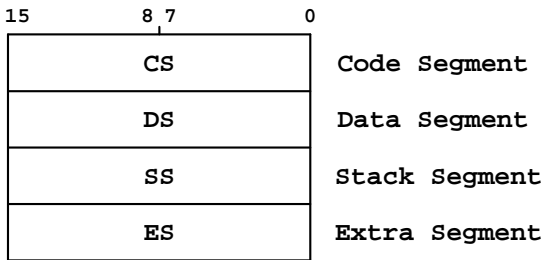 15 8 7 0
CS Code Segment
DS Data Segment
SS Stack Segment
ES Extra Segment